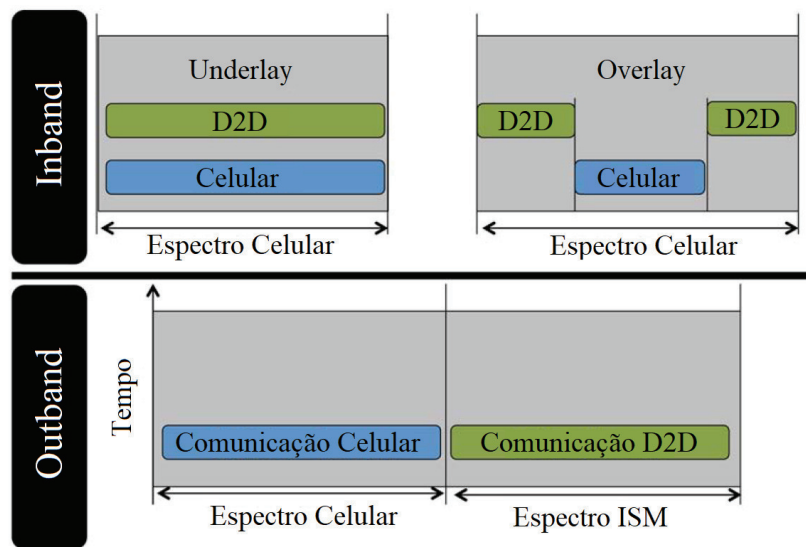 Inband
Underlay
D2D
Celular
Espectro Celular
Overlay
D2D
D2D
Celular
Espectro Celular
Outband
Tempo
Comunicação Celular
Comunicação D2D
Espectro Celular
Espectro ISM